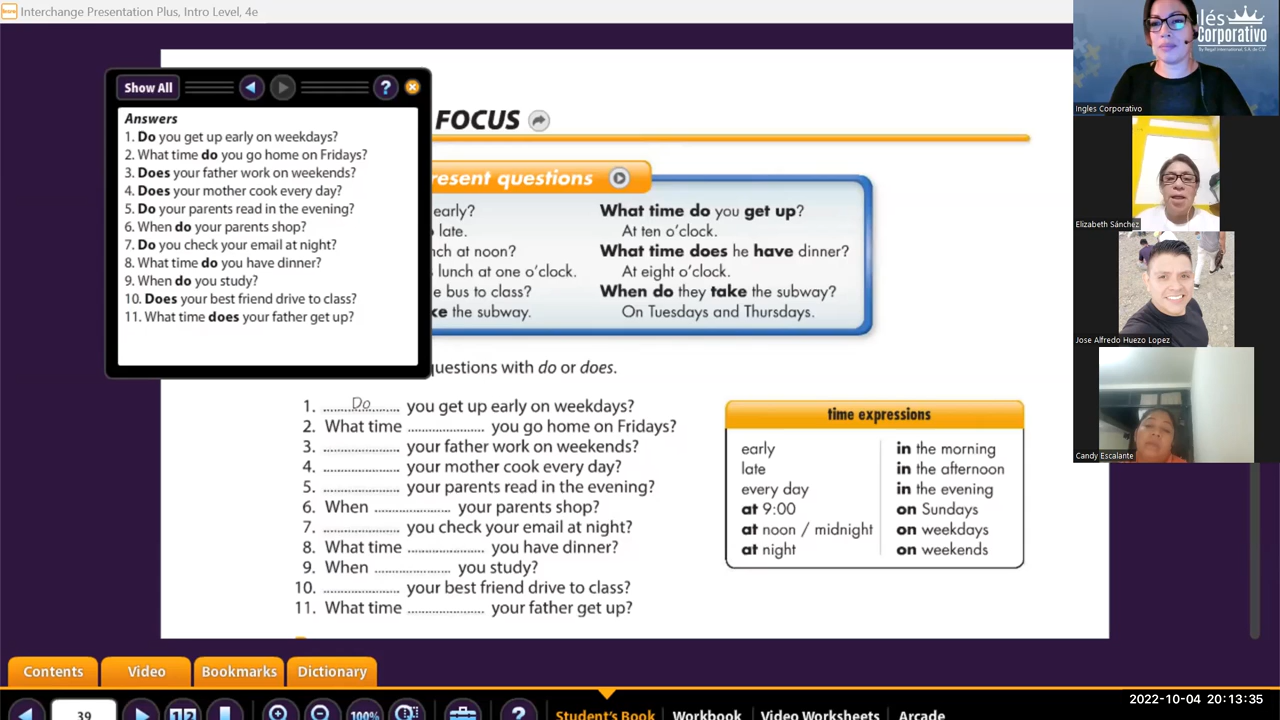 Interchange Presentation Plus, Intro Level, 4e
Show All
?
Answers
1. Do you get up early on weekdays?
2. What time do you go home on Fridays?
3. Does your father work on weekends?
4. Does your mother cook every day?
5. Do your parents read in the evening?
6. When do your parents shop?
7. Do you check your email at night?
8. What time do you have dinner?
9. When do you study?
10. Does your best friend drive to class?
11. What time does your father get up?
FOCUS
resent questions
early?
late.
ch at noon?
lunch at one o'clock.
e bus to class?
ke the subway.
What time do you get up?
At ten o'clock.
What time does he have dinner?
At eight o'clock.
When do they take the subway?
On Tuesdays and Thursdays.
questions with do or does.
1. Do you get up early on weekdays?
2. What time .................... you go home on Fridays?
3. .................... your father work on weekends?
4. .................... your mother cook every day?
5. .................... your parents read in the evening?
6. When .................... your parents shop?
7. .................... you check your email at night?
8. What time .................... you have dinner?
9. When .................... you study?
10. .................... your best friend drive to class?
11. What time .................... your father get up?
time expressions
early
late
every day
at 9:00
at noon / midnight
at night
in the morning
in the afternoon
in the evening
on Sundays
on weekdays
on weekends
lés
Corporativo
By Regal International, S.A. de C.V.
Ingles Corporativo
Elizabeth Sánchez
Jose Alfredo Huezo Lopez
Candy Escalante
Contents
Video
Bookmarks
Dictionary
39
100%
?
Student's Book
Workbook
Video Worksheets
Arcade
2022-10-04 20:13:35